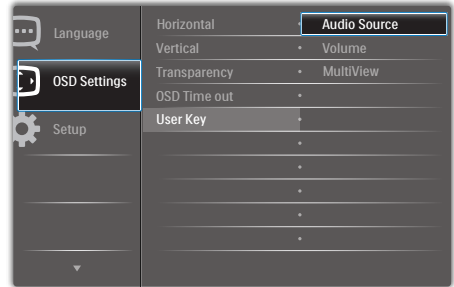 Language
OSD Settings
Setup
Horizontal
Vertical
Transparency
OSD Time out
User Key
Audio Source
Volume
MultiView